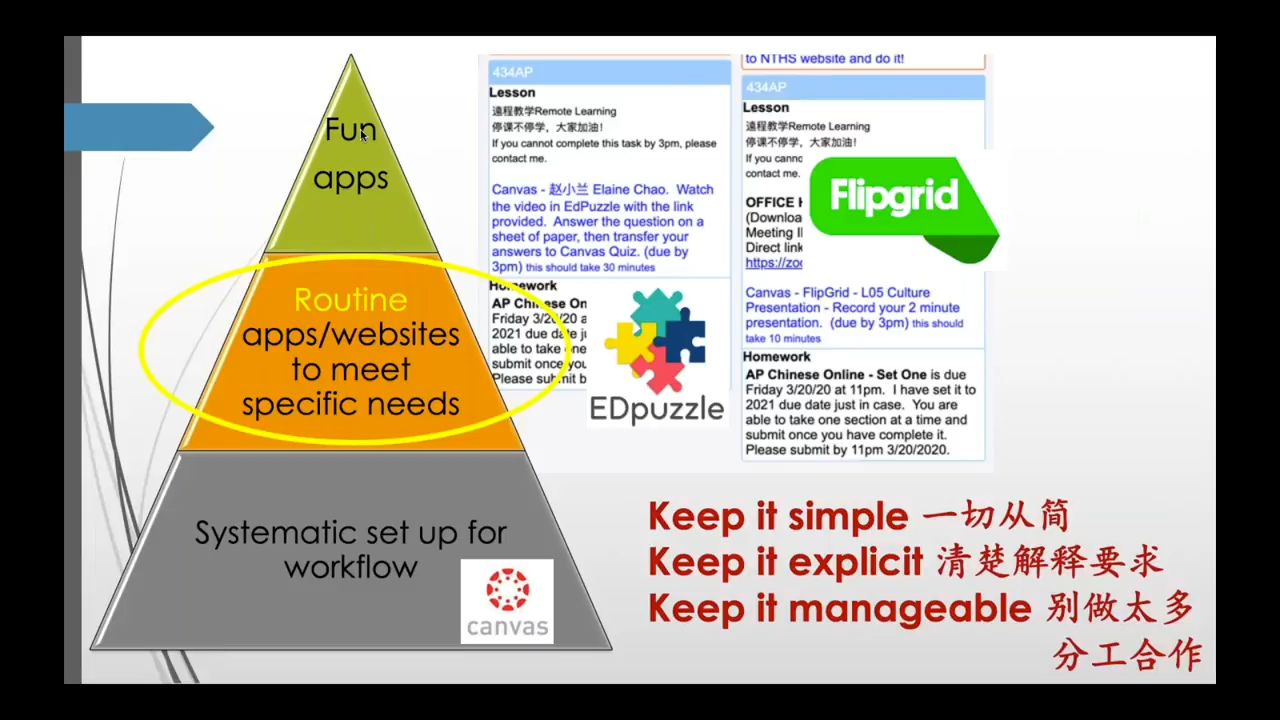 Fun
apps
Routine
apps/websites
to meet
specific needs
Systematic set up for
workflow
canvas
434AP
Lesson
遠程教学Remote Learning
停课不停学，大家加油！
If you cannot complete this task by 3pm, please
contact me.
Canvas - 赵小兰 Elaine Chao. Watch
the video in EdPuzzle with the link
provided. Answer the question on a
sheet of paper, then transfer your
answers to Canvas Quiz. (due by
3pm) this should take 30 minutes
Homework
AP Chinese On
Friday 3/20/20 a
2021 due date ju
able to take one
submit once you
Please submit b
EDpuzzle
to NTHS website and do it!
434AP
Lesson
遠程教学Remote Learning
停课不停学，大家加油！
If you canno
contact me.
OFFICE H
(Downloa
Meeting I
Direct link
https://zoo
Flipgrid
Canvas - FlipGrid - L05 Culture
Presentation - Record your 2 minute
presentation. (due by 3pm) this should
take 10 minutes
Homework
AP Chinese Online - Set One is due
Friday 3/20/20 at 11pm. I have set it to
2021 due date just in case. You are
able to take one section at a time and
submit once you have complete it.
Please submit by 11pm 3/20/2020.
Keep it simple 一切从简
Keep it explicit 清楚解释要求
Keep it manageable 别做太多
分工合作